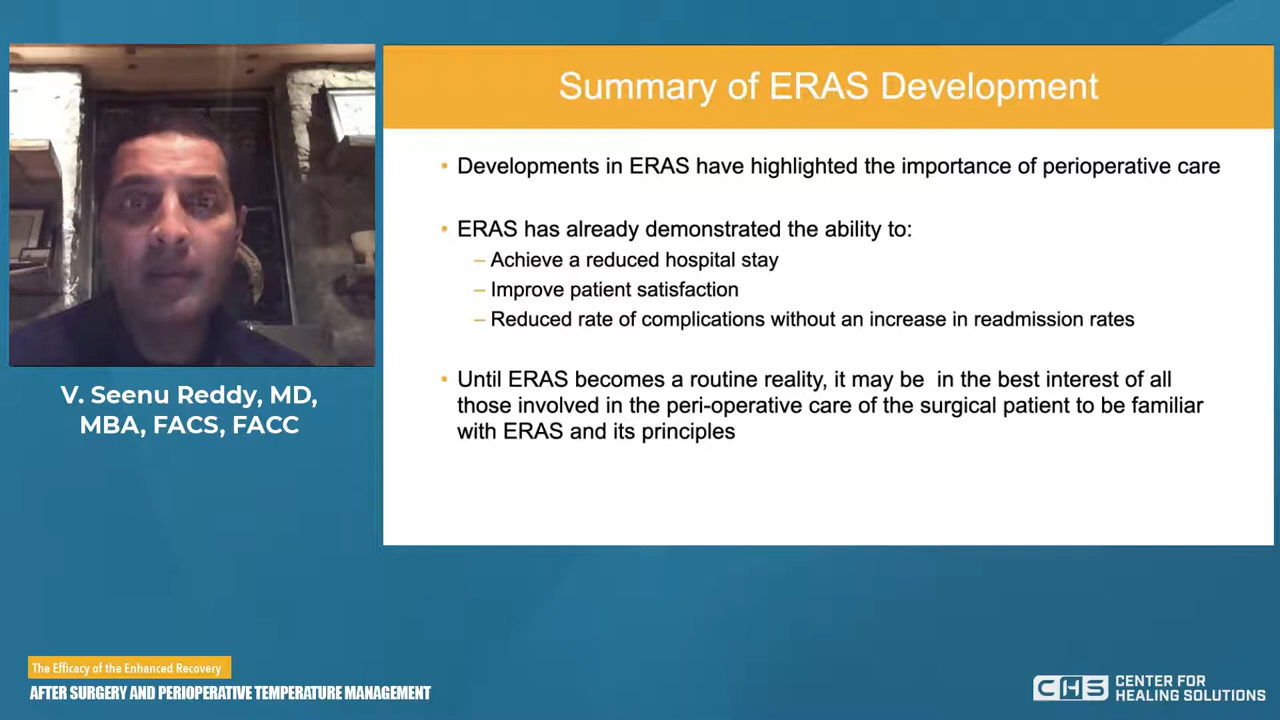 Summary of ERAS Development
• Developments in ERAS have highlighted the importance of perioperative care
• ERAS has already demonstrated the ability to:
– Achieve a reduced hospital stay
– Improve patient satisfaction
– Reduced rate of complications without an increase in readmission rates
• Until ERAS becomes a routine reality, it may be  in the best interest of all
those involved in the peri-operative care of the surgical patient to be familiar
with ERAS and its principles
V. Seenu Reddy, MD,
MBA, FACS, FACC
The Efficacy of the Enhanced Recovery
AFTER SURGERY AND PERIOPERATIVE TEMPERATURE MANAGEMENT
CHS
CENTER FOR
HEALING SOLUTIONS